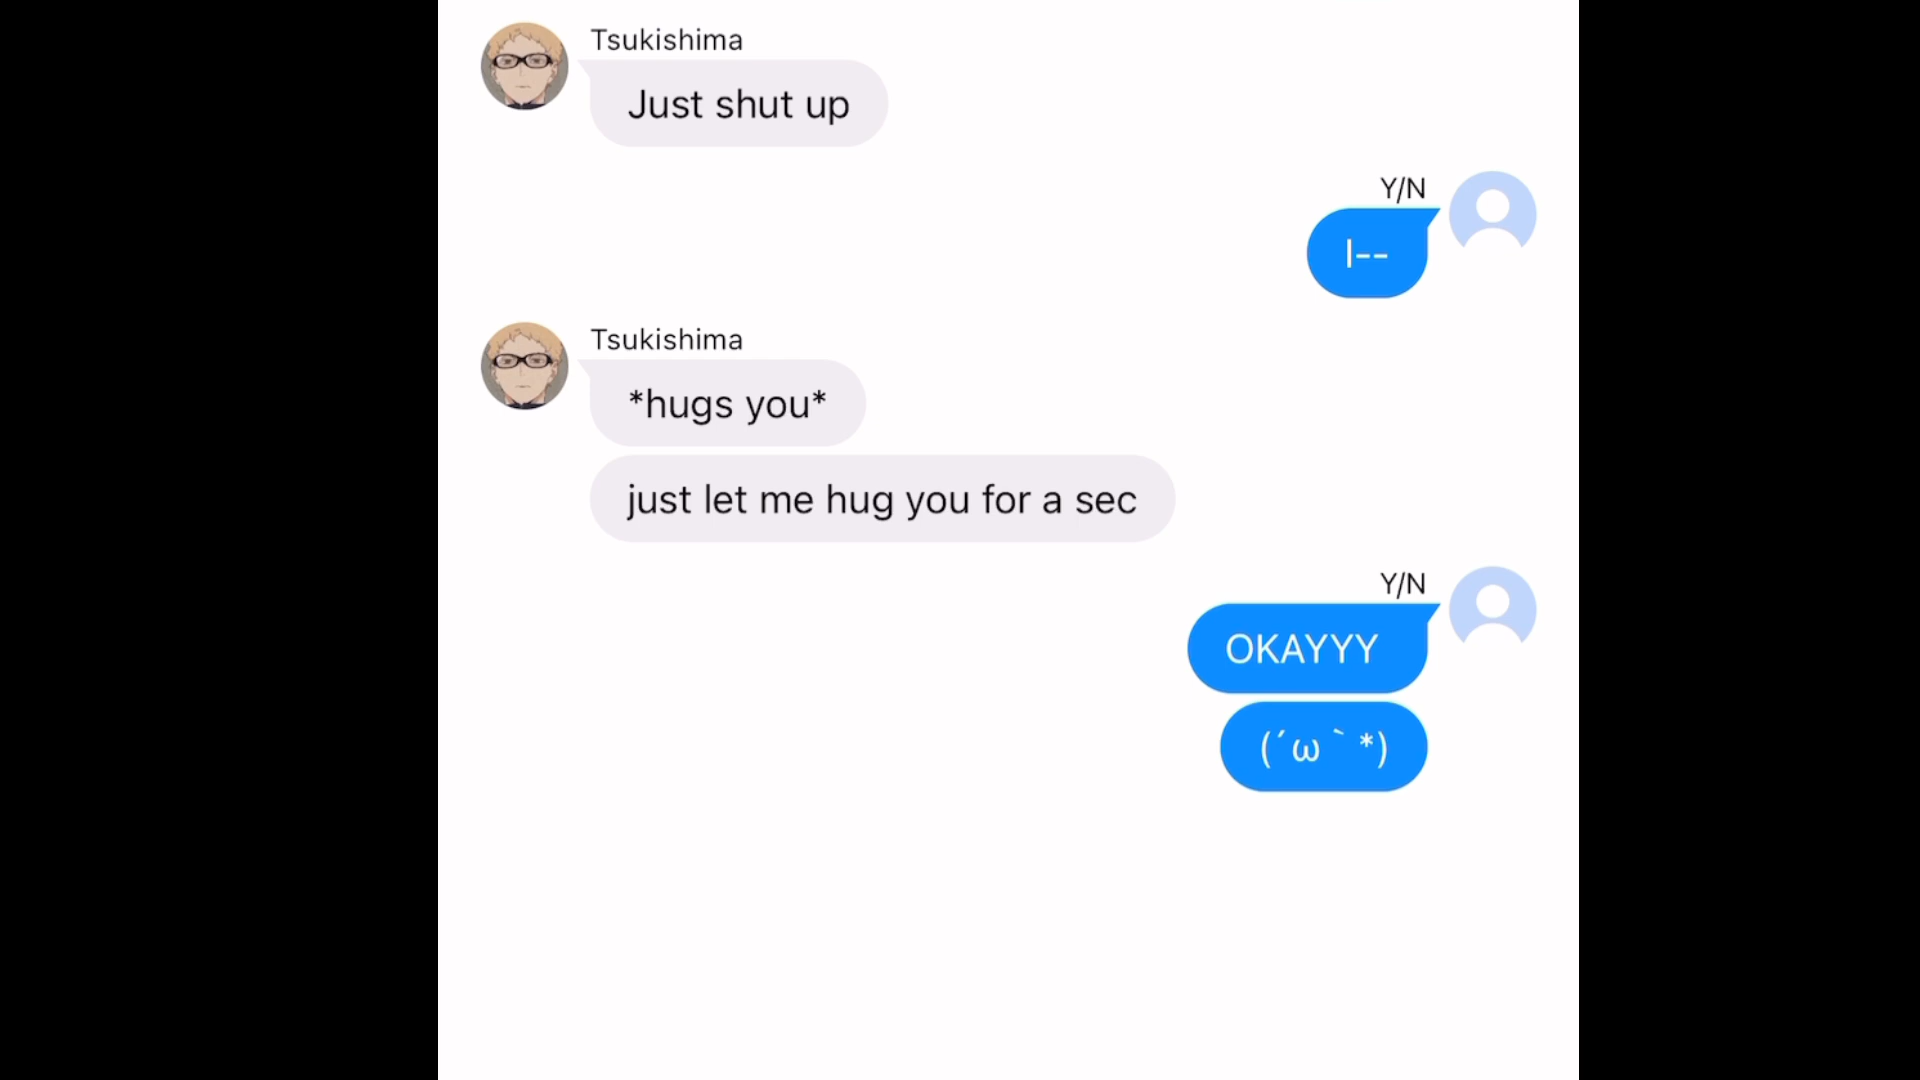 Tsukishima
Just shut up
Y/N
I--
Tsukishima
*hugs you*
just let me hug you for a sec
Y/N
OKAYYY
(´ω｀*)